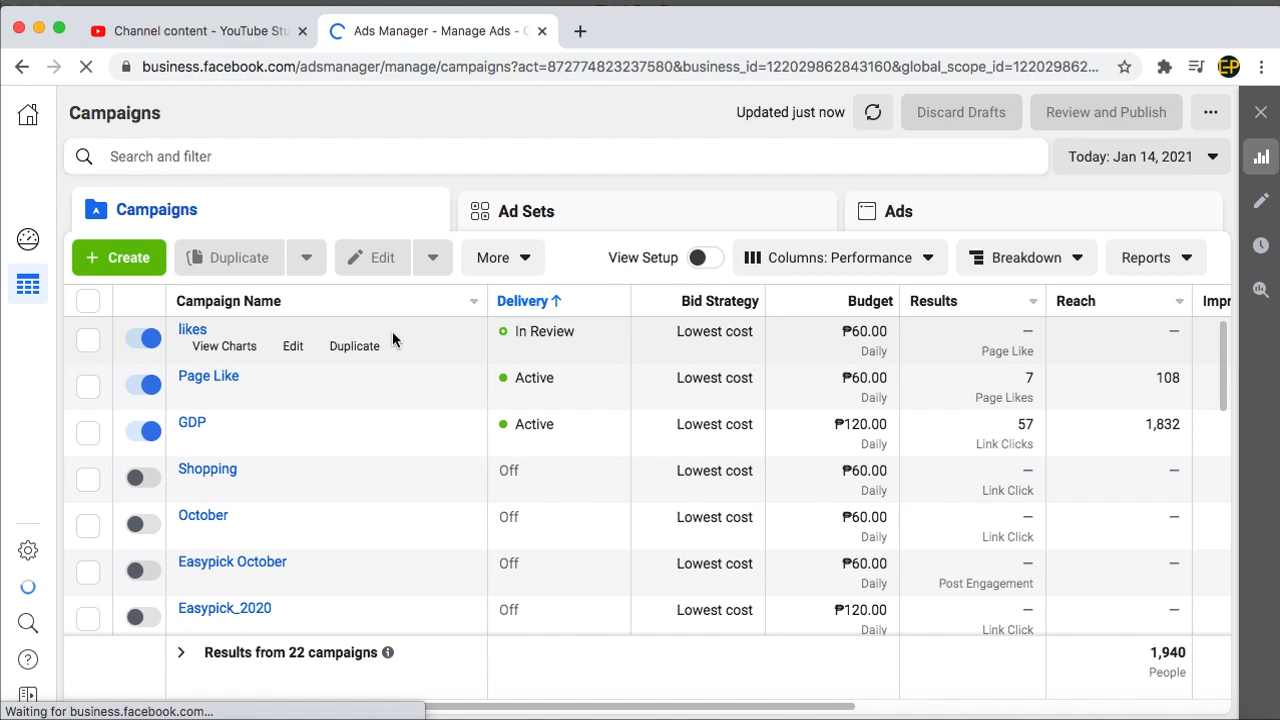 Channel content - YouTube Stu
Ads Manager - Manage Ads - C
business.facebook.com/adsmanager/manage/campaigns?act=872774823237580&business_id=122029862843160&global_scope_id=122029862...
EP
Campaigns
Updated just now
Discard Drafts
Review and Publish
Search and filter
Today: Jan 14, 2021
Campaigns
Ad Sets
Ads
+ Create
Duplicate
Edit
More
View Setup
Columns: Performance
Breakdown
Reports
Campaign Name
Delivery ↑
Bid Strategy
Budget
Results
Reach
Impr
likes
In Review
Lowest cost
₱60.00
—
—
View Charts
Edit
Duplicate
Daily
Page Like
Page Like
Active
Lowest cost
₱60.00
7
108
Daily
Page Likes
GDP
Active
Lowest cost
₱120.00
57
1,832
Daily
Link Clicks
Shopping
Off
Lowest cost
₱60.00
—
—
Daily
Link Click
October
Off
Lowest cost
₱60.00
—
—
Daily
Link Click
Easypick October
Off
Lowest cost
₱60.00
—
—
Daily
Post Engagement
Easypick_2020
Off
Lowest cost
₱120.00
—
—
Daily
Link Click
Results from 22 campaigns
1,940
People
Waiting for business.facebook.com...